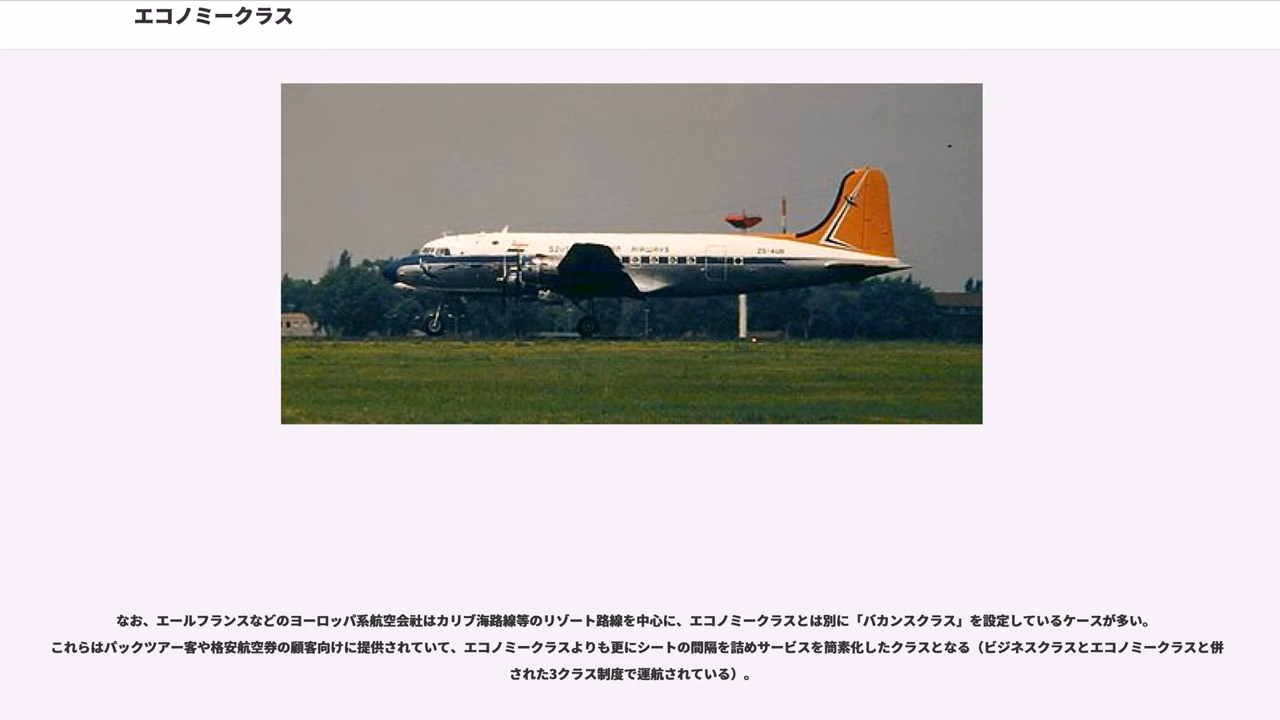 エコノミークラス
AIRWAYS
ZS-AUB
なお、エールフランスなどのヨーロッパ系航空会社はカリブ海路線等のリゾート路線を中心に、エコノミークラスとは別に「バカンスクラス」を設定しているケースが多い。
これらはパックツアー客や格安航空券の顧客向けに提供されていて、エコノミークラスよりも更にシートの間隔を詰めサービスを簡素化したクラスとなる（ビジネスクラスとエコノミークラスと併
された3クラス制度で運航されている）。